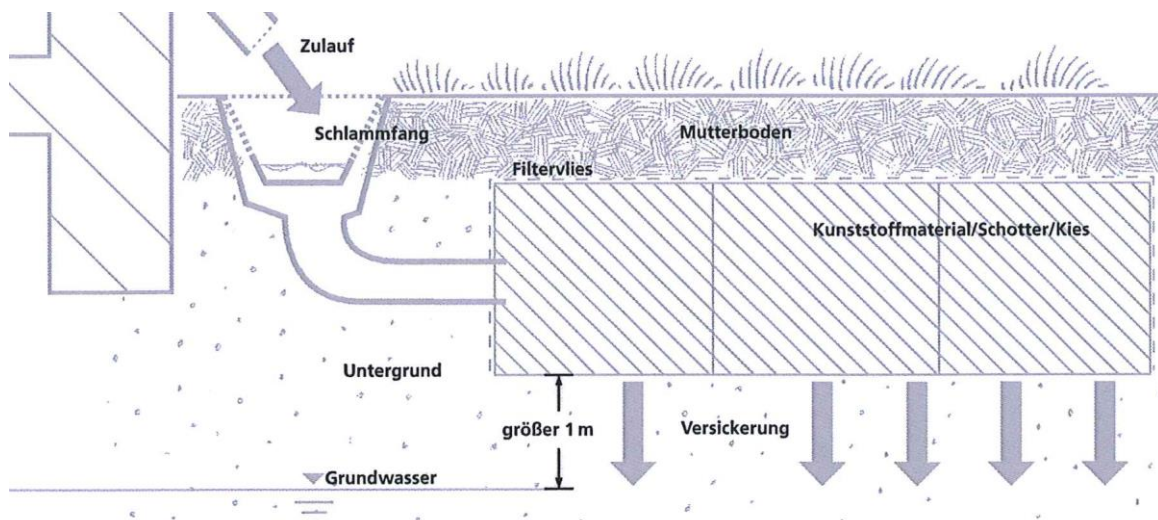 Zulauf
Schlammfang
Mutterboden
Filtervlies
Kunststoffmaterial/Schotter/Kies
Untergrund
größer 1 m
Versickerung
Grundwasser